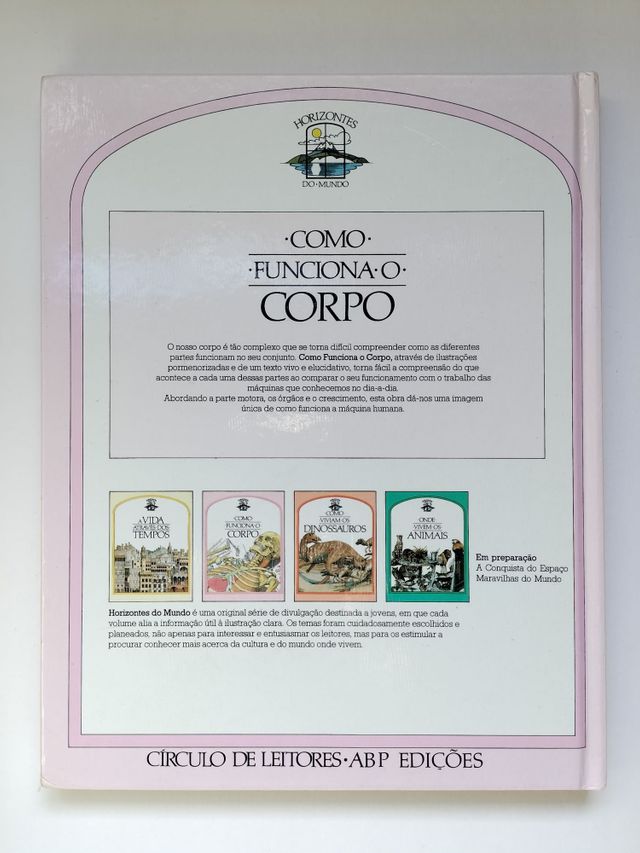 HORIZONTES
DO·MUNDO
·COMO·
·FUNCIONA·O·
CORPO
O nosso corpo é tão complexo que se torna difícil compreender como as diferentes
partes funcionam no seu conjunto. Como Funciona o Corpo, através de ilustrações
pormenorizadas e de um texto vivo e elucidativo, torna fácil a compreensão do que
acontece a cada uma dessas partes ao comparar o seu funcionamento com o trabalho das
máquinas que conhecemos no dia-a-dia.
Abordando a parte motora, os órgãos e o crescimento, esta obra dá-nos uma imagem
única de como funciona a máquina humana.
A VIDA
ATRAVÉS DOS
TEMPOS
COMO
FUNCIONA·O
CORPO
COMO
VIVIAM·OS
DINOSSAUROS
ONDE
VIVEM·OS
ANIMAIS
Em preparação
A Conquista do Espaço
Maravilhas do Mundo
Horizontes do Mundo é uma original série de divulgação destinada a jovens, em que cada
volume alia a informação útil à ilustração clara. Os temas foram cuidadosamente escolhidos e
planeados, não apenas para interessar e entusiasmar os leitores, mas para os estimular a
procurar conhecer mais acerca da cultura e do mundo onde vivem.
CÍRCULO DE LEITORES·ABP EDIÇÕES